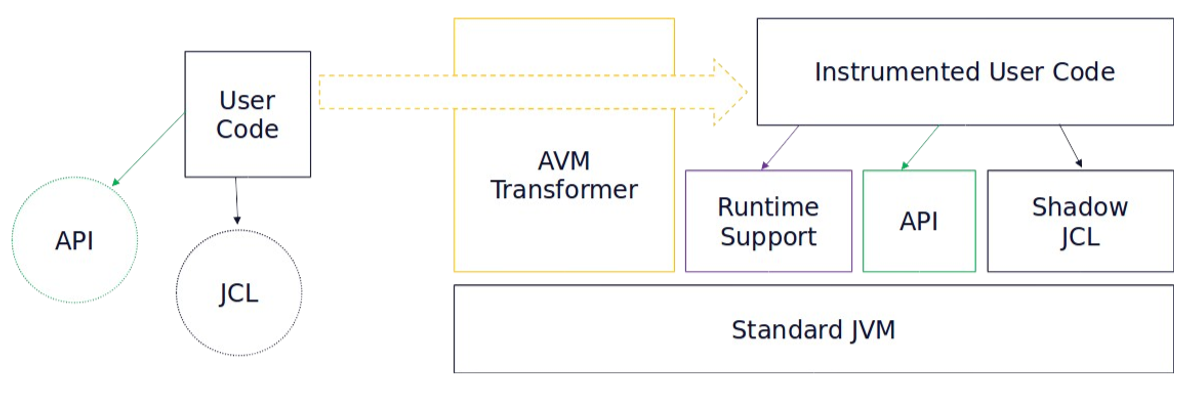 User
Code
API
JCL
AVM
Transformer
Instrumented User Code
Runtime
Support
API
Shadow
JCL
Standard JVM